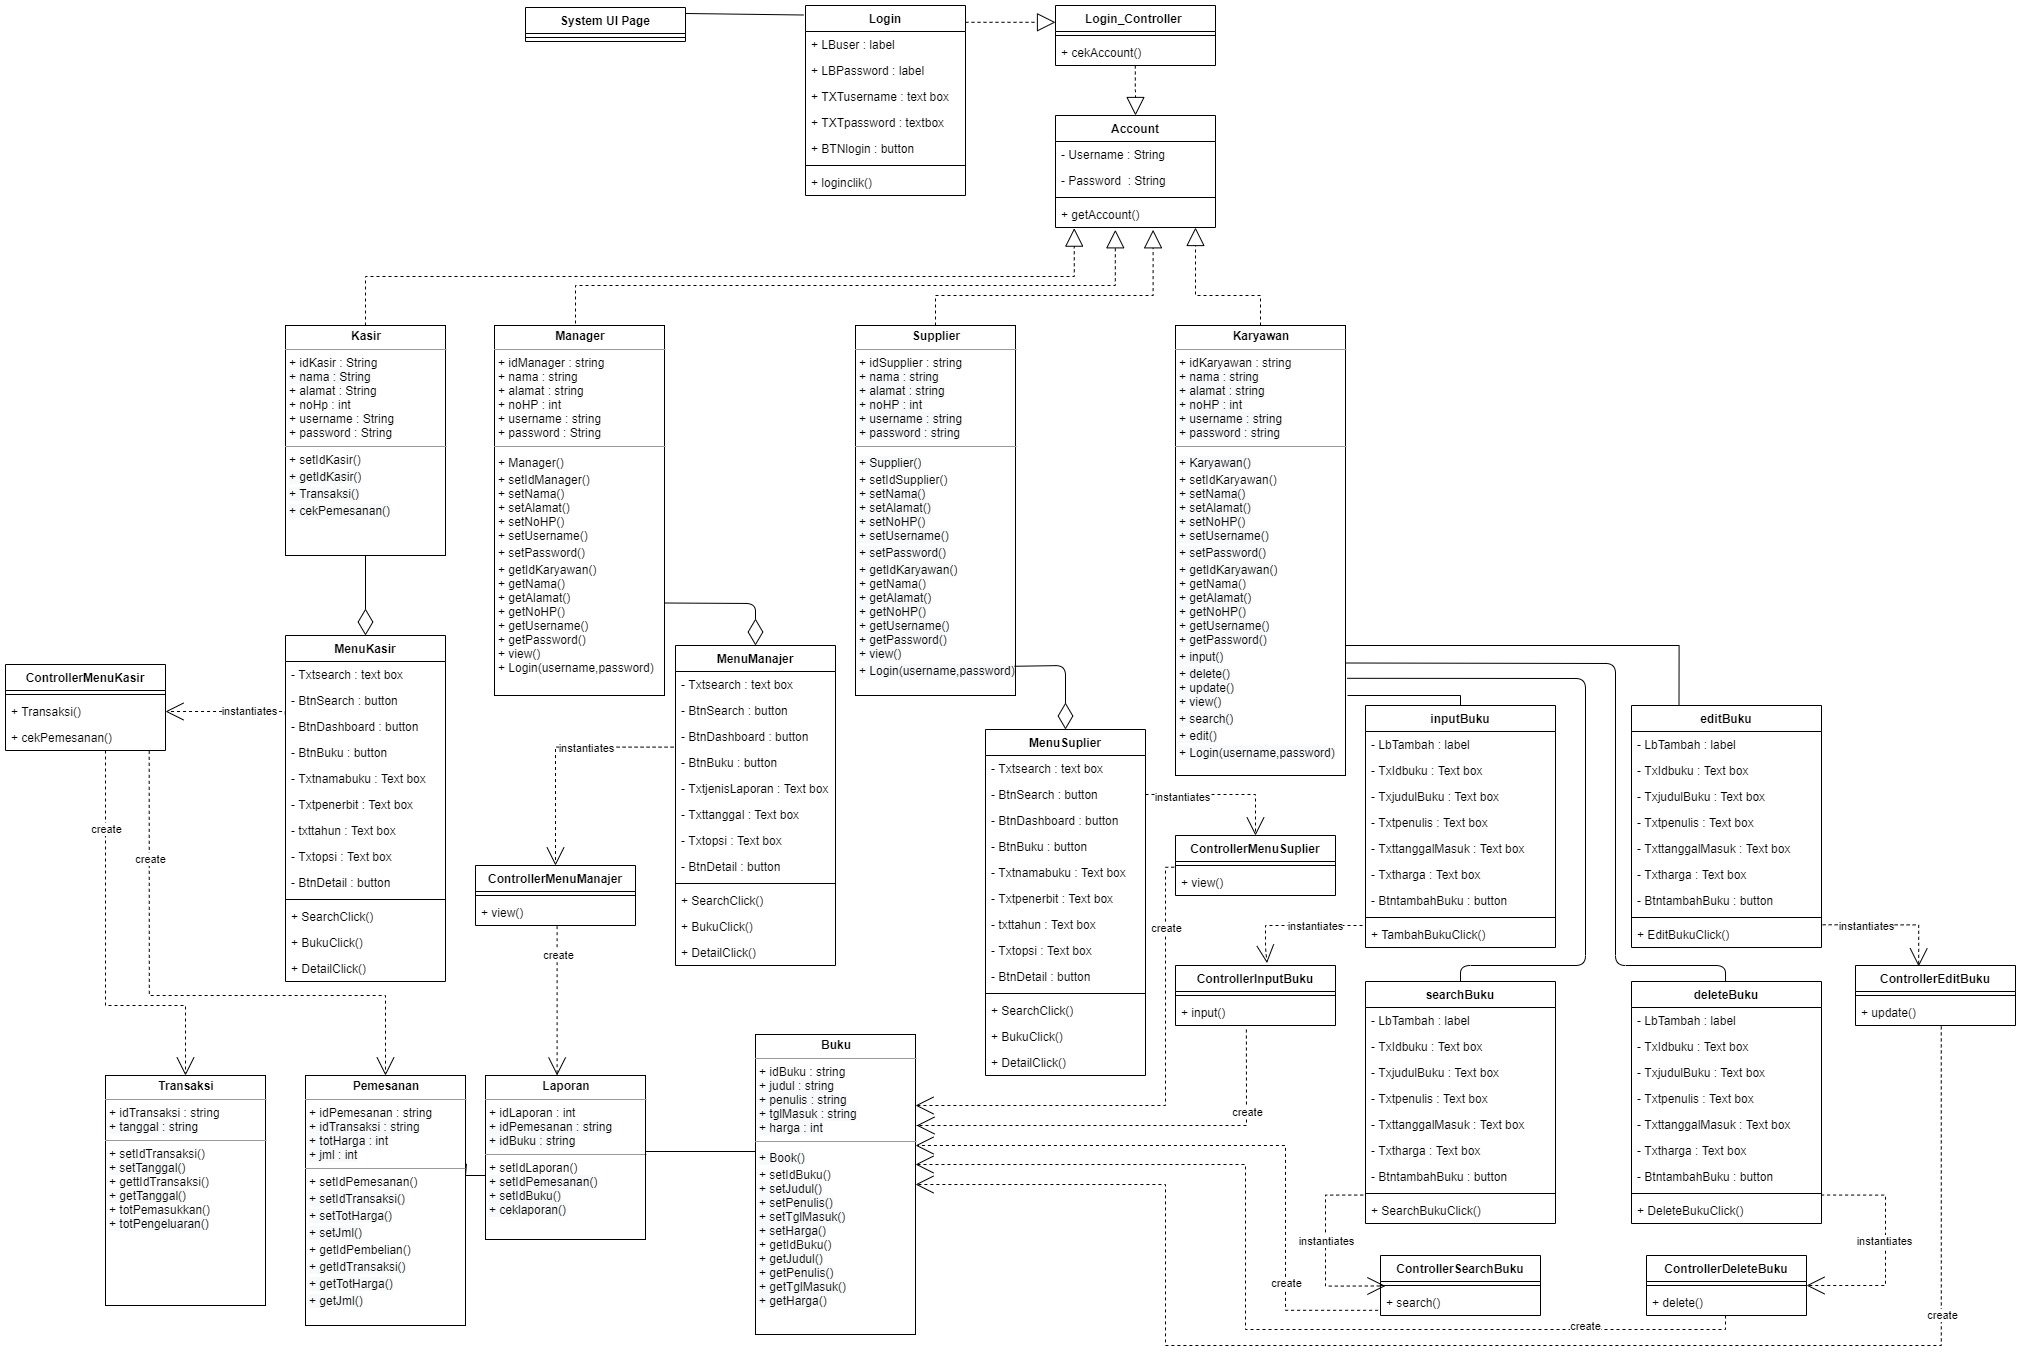 System UI Page
Login
+ LBuser : label
+ LBPassword : label
+ TXTusername : text box
+ TXTpassword : textbox
+ BTNlogin : button
+ loginclik()
Login_Controller
+ cekAccount()
Account
- Username : String
- Password : String
+ getAccount()
Kasir
+ idKasir : String
+ nama : String
+ alamat : String
+ noHp : int
+ username : String
+ password : String
+ setIdKasir()
+ getIdKasir()
+ Transaksi()
+ cekPemesanan()
Manager
+ idManager : string
+ nama : string
+ alamat : string
+ noHP : int
+ username : string
+ password : String
+ Manager()
+ setIdManager()
+ setNama()
+ setAlamat()
+ setNoHP()
+ setUsername()
+ setPassword()
+ getIdKaryawan()
+ getNama()
+ getAlamat()
+ getNoHP()
+ getUsername()
+ getPassword()
+ view()
+ Login(username,password)
Supplier
+ idSupplier : string
+ nama : string
+ alamat : string
+ noHP : int
+ username : string
+ password : string
+ Supplier()
+ setIdSupplier()
+ setNama()
+ setAlamat()
+ setNoHP()
+ setUsername()
+ setPassword()
+ getIdKaryawan()
+ getNama()
+ getAlamat()
+ getNoHP()
+ getUsername()
+ getPassword()
+ view()
+ Login(username,password)
Karyawan
+ idKaryawan : string
+ nama : string
+ alamat : string
+ noHP : int
+ username : string
+ password : string
+ Karyawan()
+ setIdKaryawan()
+ setNama()
+ setAlamat()
+ setNoHP()
+ setUsername()
+ setPassword()
+ getIdKaryawan()
+ getNama()
+ getAlamat()
+ getNoHP()
+ getUsername()
+ getPassword()
+ input()
+ delete()
+ update()
+ view()
+ search()
+ edit()
+ Login(username,password)
ControllerMenuKasir
+ Transaksi()
+ cekPemesanan()
instantiates
MenuKasir
- Txtsearch : text box
- BtnSearch : button
- BtnDashboard : button
- BtnBuku : button
- Txtnamabuku : Text box
- Txtpenerbit : Text box
- txttahun : Text box
- Txtopsi : Text box
- BtnDetail : button
+ SearchClick()
+ BukuClick()
+ DetailClick()
create
create
MenuManajer
- Txtsearch : text box
- BtnSearch : button
- BtnDashboard : button
- BtnBuku : button
- TxtjenisLaporan : Text box
- Txttanggal : Text box
- Txtopsi : Text box
- BtnDetail : button
+ SearchClick()
+ BukuClick()
+ DetailClick()
instantiates
ControllerMenuManajer
+ view()
create
MenuSuplier
- Txtsearch : text box
- BtnSearch : button
- BtnDashboard : button
- BtnBuku : button
- Txtnamabuku : Text box
- Txtpenerbit : Text box
- txttahun : Text box
- Txtopsi : Text box
- BtnDetail : button
+ SearchClick()
+ BukuClick()
+ DetailClick()
instantiates
ControllerMenuSuplier
+ view()
create
inputBuku
- LbTambah : label
- TxIdbuku : Text box
- TxjudulBuku : Text box
- Txtpenulis : Text box
- TxttanggalMasuk : Text box
- Txtharga : Text box
- BtntambahBuku : button
+ TambahBukuClick()
instantiates
ControllerInputBuku
+ input()
create
editBuku
- LbTambah : label
- TxIdbuku : Text box
- TxjudulBuku : Text box
- Txtpenulis : Text box
- TxttanggalMasuk : Text box
- Txtharga : Text box
- BtntambahBuku : button
+ EditBukuClick()
instantiates
ControllerEditBuku
+ update()
create
searchBuku
- LbTambah : label
- TxIdbuku : Text box
- TxjudulBuku : Text box
- Txtpenulis : Text box
- TxttanggalMasuk : Text box
- Txtharga : Text box
- BtntambahBuku : button
+ SearchBukuClick()
instantiates
ControllerSearchBuku
+ search()
create
deleteBuku
- LbTambah : label
- TxIdbuku : Text box
- TxjudulBuku : Text box
- Txtpenulis : Text box
- TxttanggalMasuk : Text box
- Txtharga : Text box
- BtntambahBuku : button
+ DeleteBukuClick()
instantiates
ControllerDeleteBuku
+ delete()
create
Transaksi
+ idTransaksi : string
+ tanggal : string
+ setIdTransaksi()
+ setTanggal()
+ gettIdTransaksi()
+ getTanggal()
+ totPemasukkan()
+ totPengeluaran()
Pemesanan
+ idPemesanan : string
+ idTransaksi : string
+ totHarga : int
+ jml : int
+ setIdPemesanan()
+ setIdTransaksi()
+ setTotHarga()
+ setJml()
+ getIdPembelian()
+ getIdTransaksi()
+ getTotHarga()
+ getJml()
Laporan
+ idLaporan : int
+ idPemesanan : string
+ idBuku : string
+ setIdLaporan()
+ setIdPemesanan()
+ setIdBuku()
+ ceklaporan()
Buku
+ idBuku : string
+ judul : string
+ penulis : string
+ tglMasuk : string
+ harga : int
+ Book()
+ setIdBuku()
+ setJudul()
+ setPenulis()
+ setTglMasuk()
+ setHarga()
+ getIdBuku()
+ getJudul()
+ getPenulis()
+ getTglMasuk()
+ getHarga()